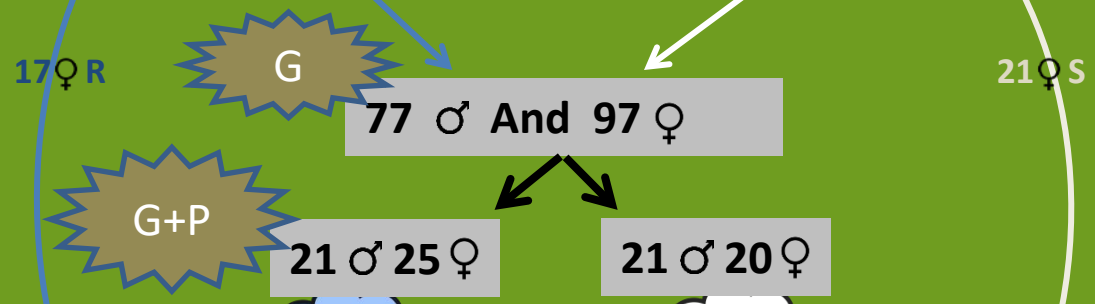 G
17♀ R
21♀ S
77 ♂ And 97 ♀
G+P
21 ♂ 25 ♀
21 ♂ 20 ♀